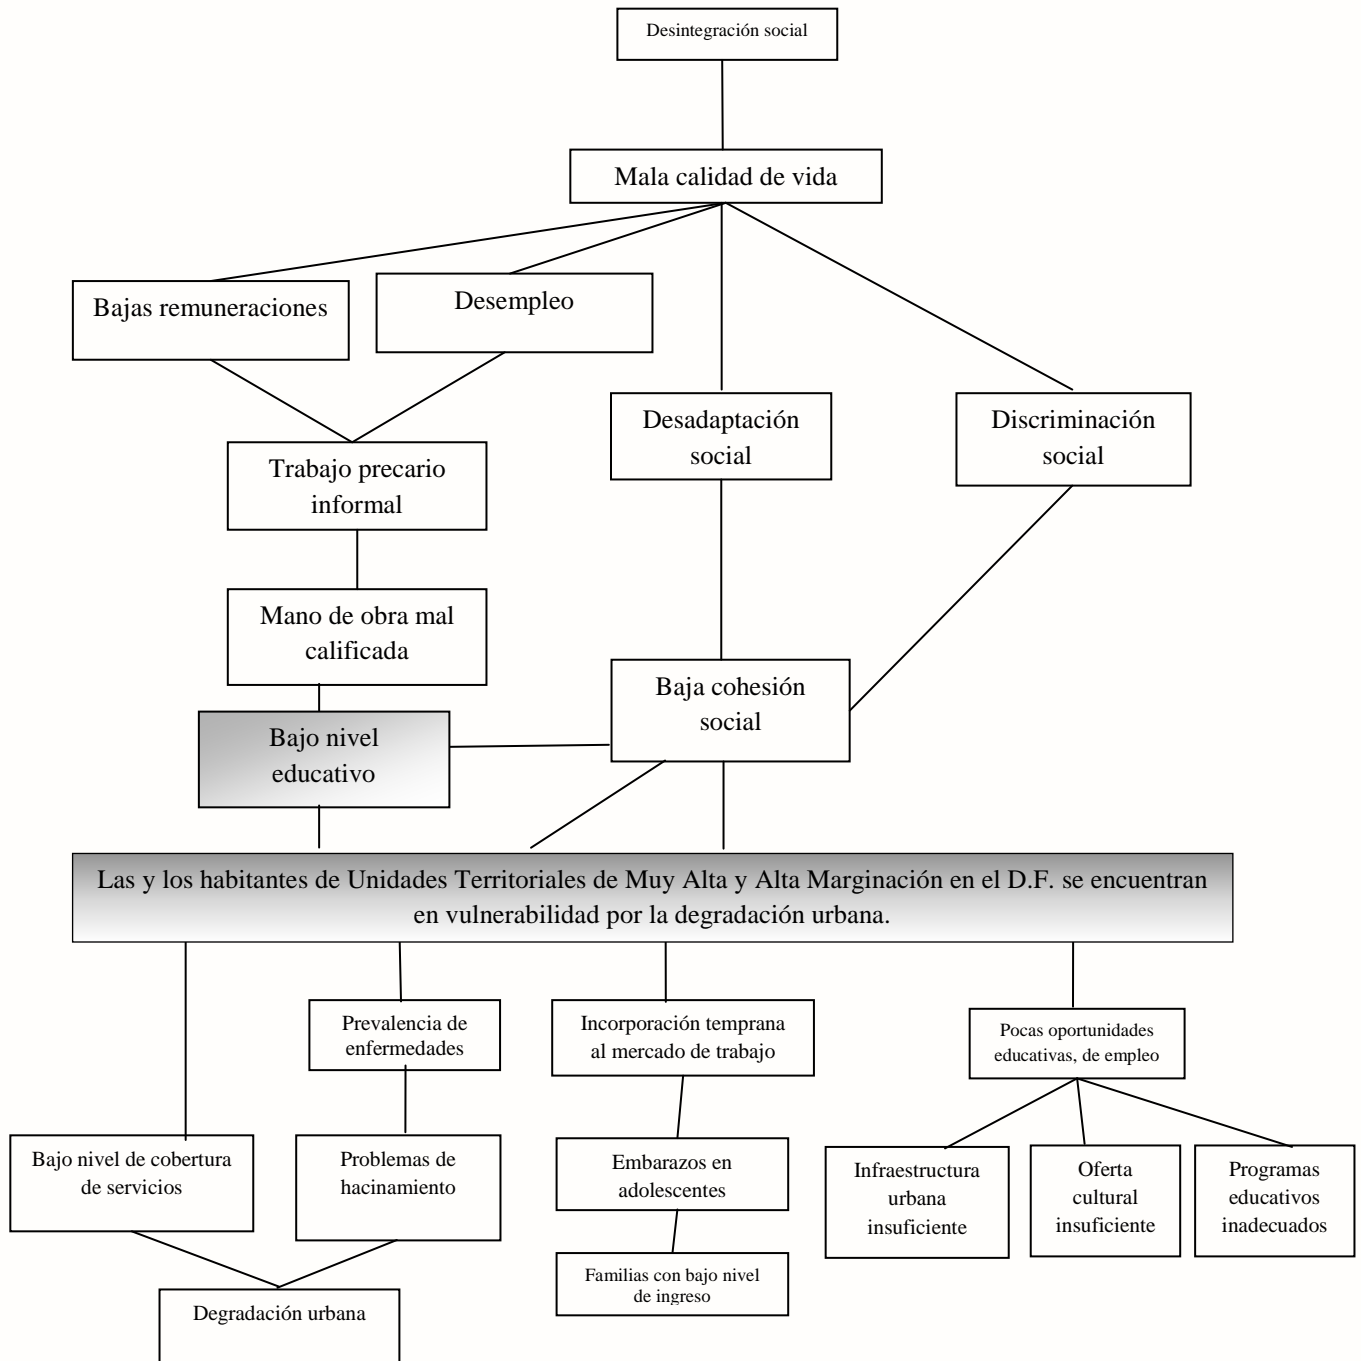 Desintegración social
Mala calidad de vida
Bajas remuneraciones
Desempleo
Desadaptación
social
Discriminación
social
Trabajo precario
informal
Mano de obra mal
calificada
Baja cohesión
social
Bajo nivel
educativo
Las y los habitantes de Unidades Territoriales de Muy Alta y Alta Marginación en el D.F. se encuentran
en vulnerabilidad por la degradación urbana.
Prevalencia de
enfermedades
Incorporación temprana
al mercado de trabajo
Pocas oportunidades
educativas, de empleo
Bajo nivel de cobertura
de servicios
Problemas de
hacinamiento
Embarazos en
adolescentes
Infraestructura
urbana
insuficiente
Oferta
cultural
insuficiente
Programas
educativos
inadecuados
Familias con bajo nivel
de ingreso
Degradación urbana